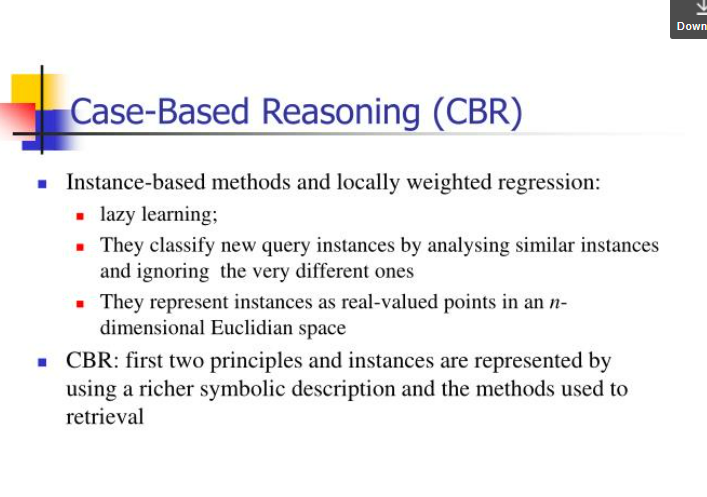 Down
Case-Based Reasoning (CBR)
Instance-based methods and locally weighted regression:
lazy learning;
They classify new query instances by analysing similar instances
and ignoring the very different ones
They represent instances as real-valued points in an n-
dimensional Euclidian space
CBR: first two principles and instances are represented by
using a richer symbolic description and the methods used to
retrieval